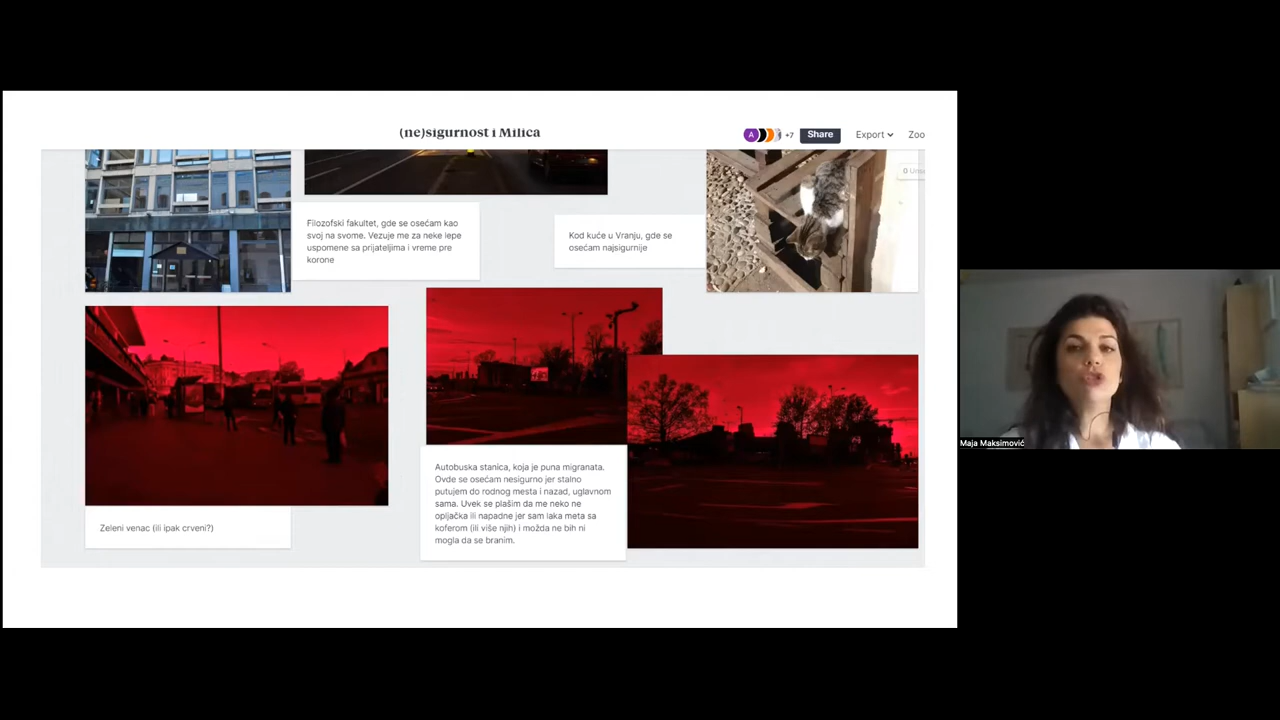 (ne)sigurnost i Milica
A
+7
Share
Export
Zoo
0 Uns
Filozofski fakultet, gde se osećam kao
svoj na svome. Vezuje me za neke lepe
uspomene sa prijateljima i vreme pre
korone
Kod kuće u Vranju, gde se
osećam najsigurnije
Zeleni venac (ili ipak crveni?)
Autobuska stanica, koja je puna migranata.
Ovde se osećam nesigurno jer stalno
putujem do rodnog mesta i nazad, uglavnom
sama. Uvek se plašim da me neko ne
opljačka ili napadne jer sam laka meta sa
koferom (ili više njih) i možda ne bih ni
mogla da se branim.
Maja Maksimović